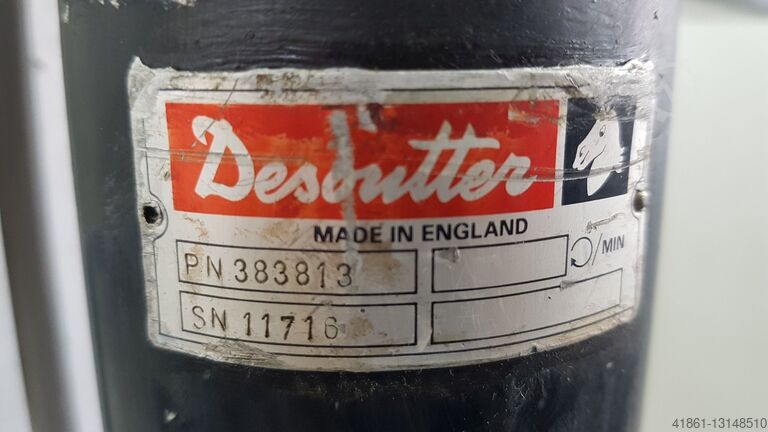 Desoutter
MADE IN ENGLAND
PN 383813
/MIN
SN 11716
41861-13148510